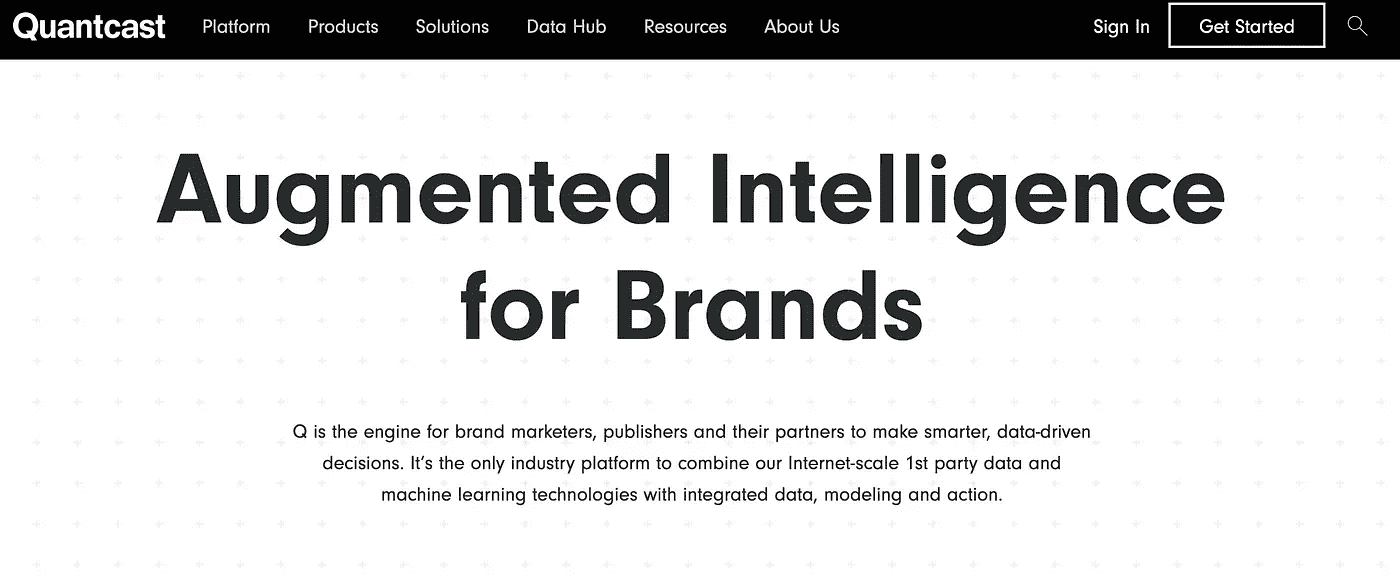 Quantcast Platform Products Solutions Data Hub Resources About Us Sign In Get Started
Augmented Intelligence
for Brands
Q is the engine for brand marketers, publishers and their partners to make smarter, data-driven
decisions. It's the only industry platform to combine our Internet-scale 1st party data and
machine learning technologies with integrated data, modeling and action.